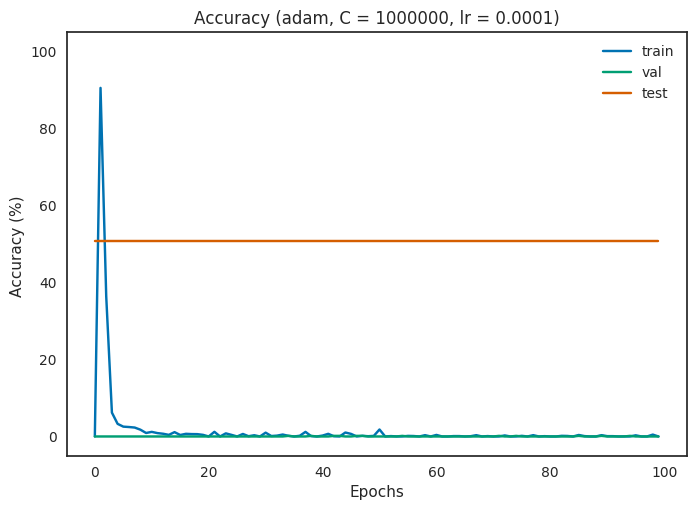 Accuracy (adam, C = 1000000, lr = 0.0001)
100
80
60
40
20
0
Accuracy (%)
train
val
test
0
20
40
60
80
100
Epochs